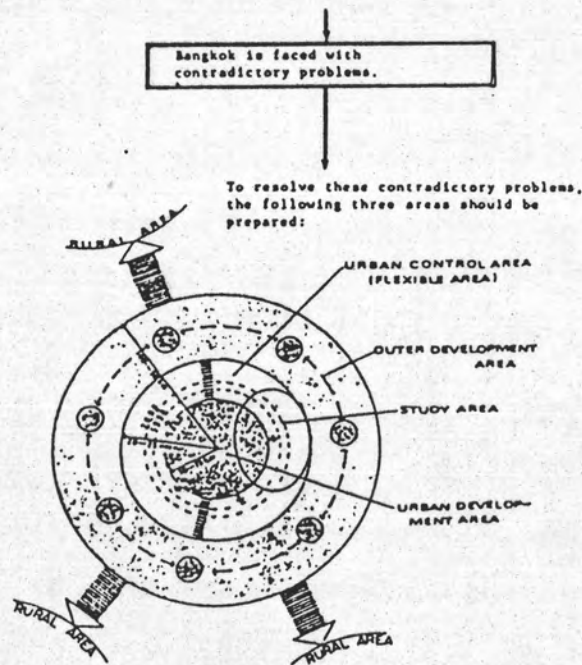 Bangkok is faced with
contradictory problems.
To resolve these contradictory problems,
the following three areas should be
prepared:
RURAL AREA
URBAN CONTROL AREA
(FLEXIBLE AREA)
OUTER DEVELOPMENT
AREA
STUDY AREA
URBAN DEVELOP-
MENT AREA
RURAL AREA
RURAL AREA